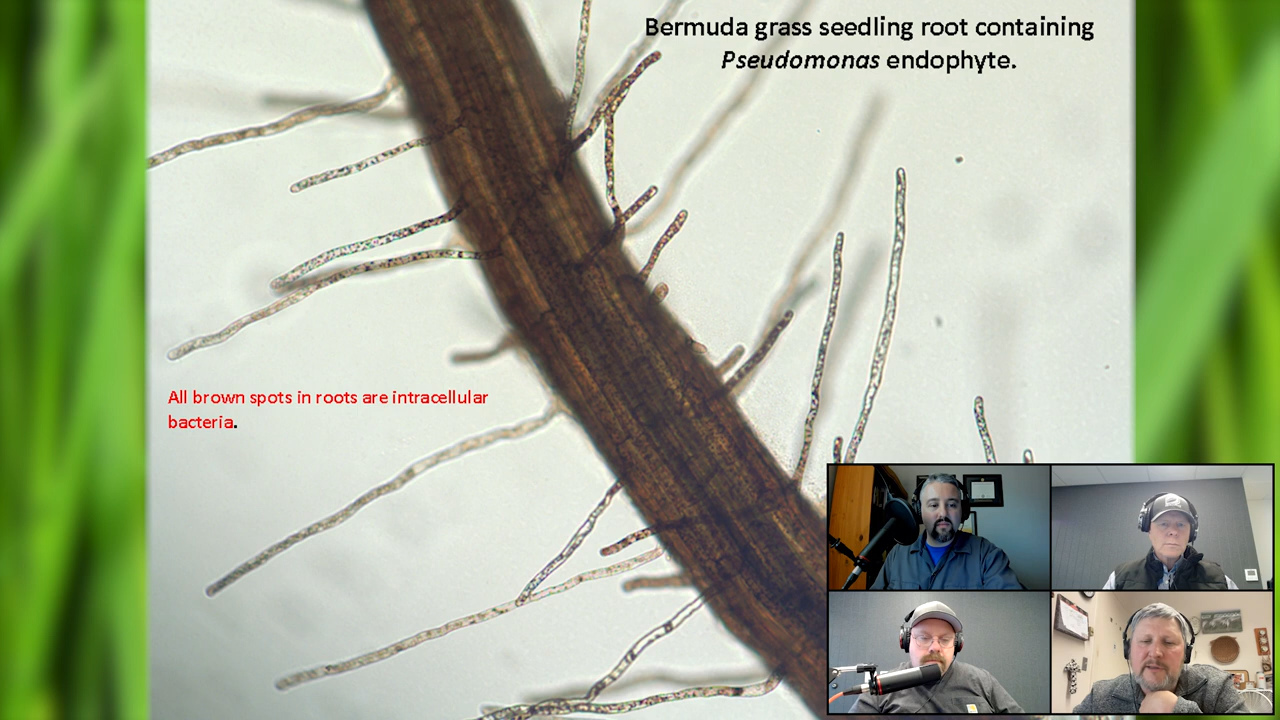 Bermuda grass seedling root containing
Pseudomonas endophyte.
All brown spots in roots are intracellular
bacteria.